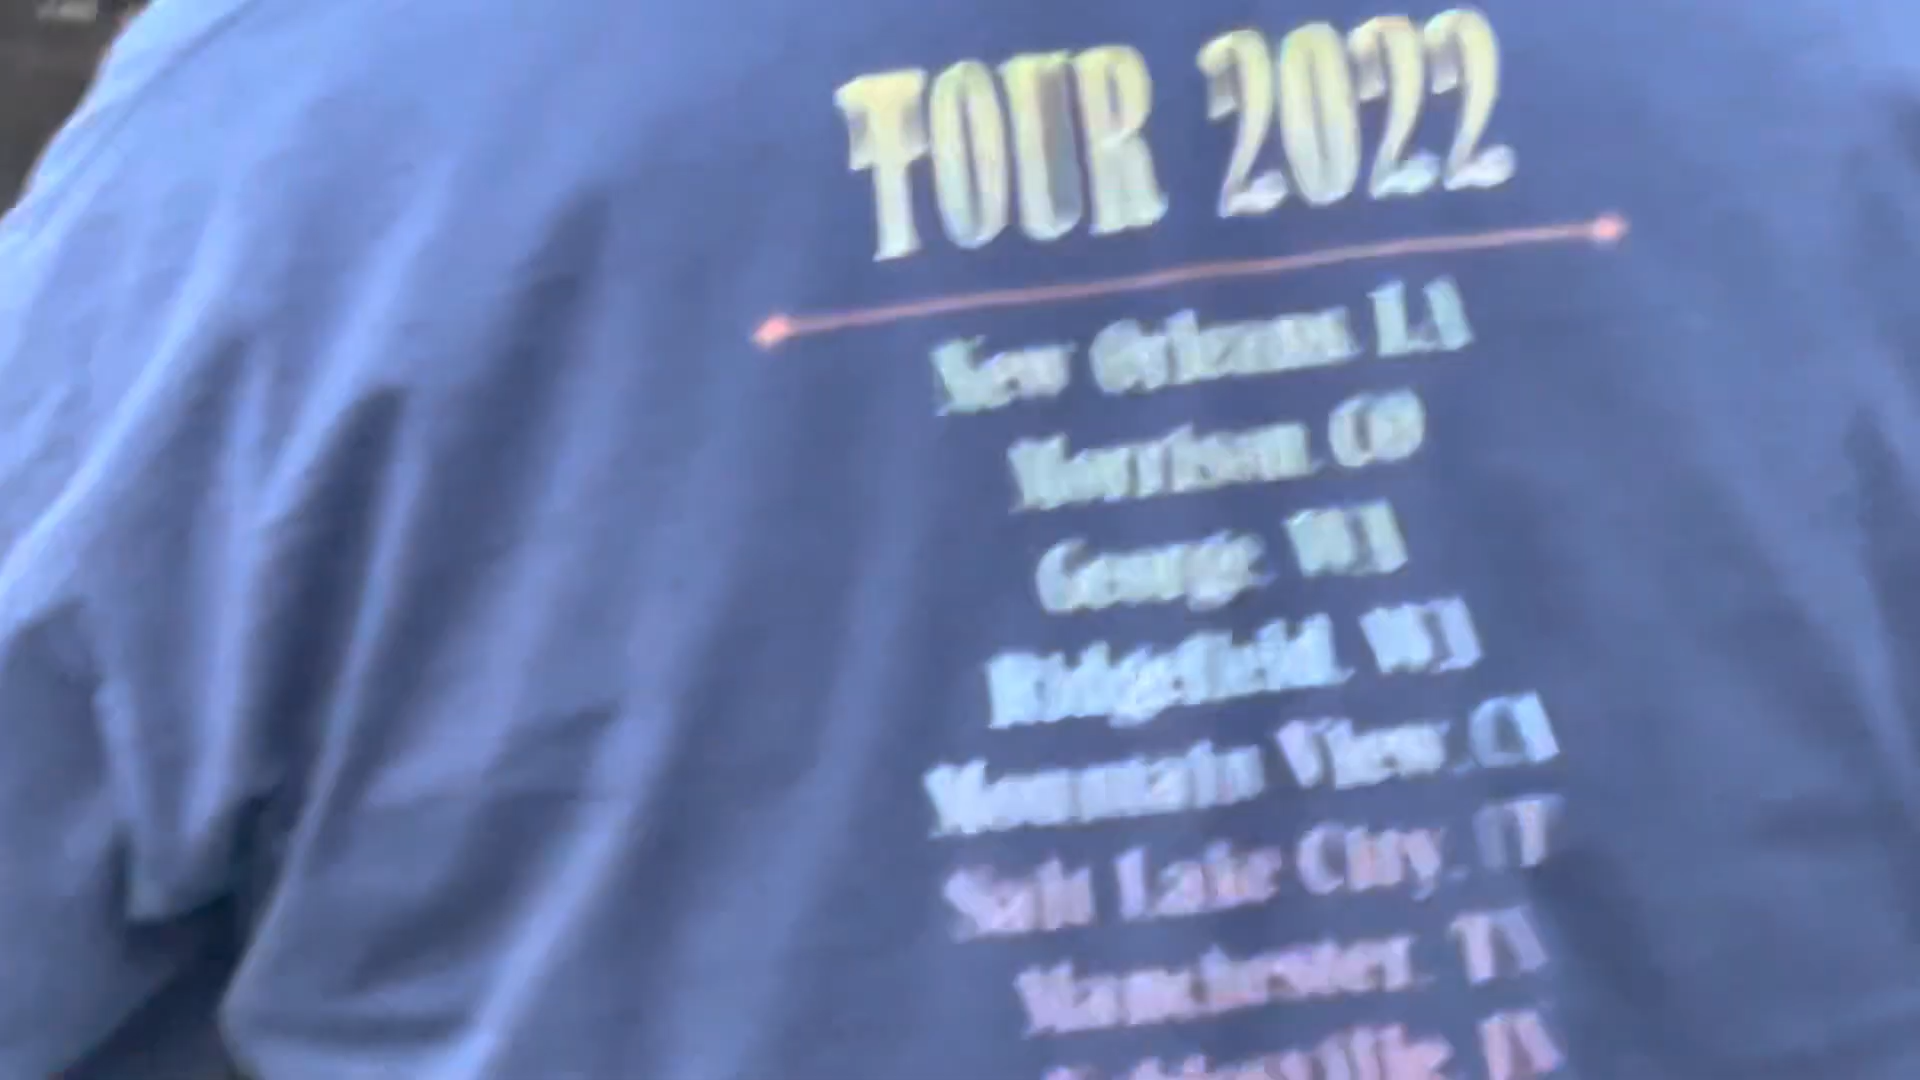 TOUR 2022
New Orleans, LA
Morrison, CO
George, WA
Ridgefield, WA
Mountain View, CA
Salt Lake City, UT
Manchester, TN